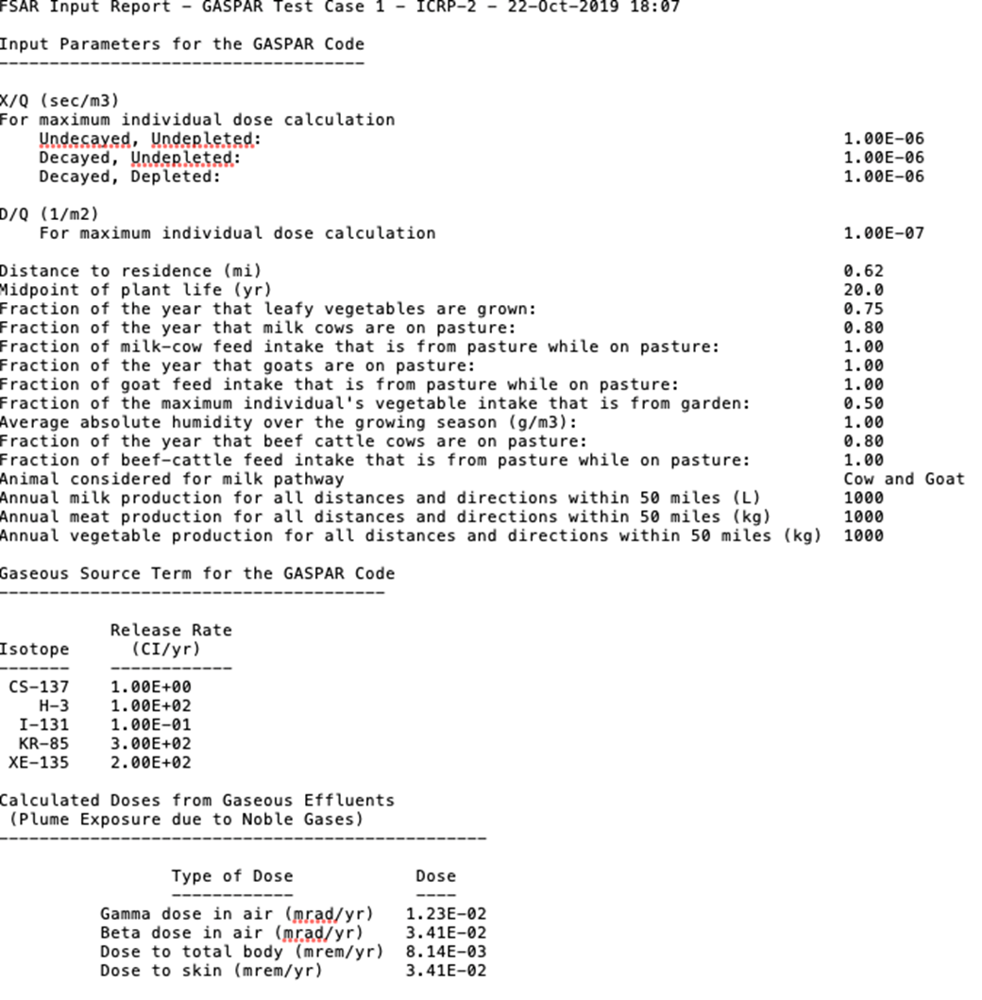 FSAR Input Report - GASPAR Test Case 1 - ICRP-2 - 22-Oct-2019 18:07
Input Parameters for the GASPAR Code
------------------------------------
X/Q (sec/m3)
For maximum individual dose calculation
Undecayed, Undepleted: 1.00E-06
Decayed, Undepleted: 1.00E-06
Decayed, Depleted: 1.00E-06
D/Q (1/m2)
For maximum individual dose calculation 1.00E-07
Distance to residence (mi) 0.62
Midpoint of plant life (yr) 20.0
Fraction of the year that leafy vegetables are grown: 0.75
Fraction of the year that milk cows are on pasture: 0.80
Fraction of milk-cow feed intake that is from pasture while on pasture: 1.00
Fraction of the year that goats are on pasture: 1.00
Fraction of goat feed intake that is from pasture while on pasture: 1.00
Fraction of the maximum individual's vegetable intake that is from garden: 0.50
Average absolute humidity over the growing season (g/m3): 1.00
Fraction of the year that beef cattle cows are on pasture: 0.80
Fraction of beef-cattle feed intake that is from pasture while on pasture: 1.00
Animal considered for milk pathway Cow and Goat
Annual milk production for all distances and directions within 50 miles (L) 1000
Annual meat production for all distances and directions within 50 miles (kg) 1000
Annual vegetable production for all distances and directions within 50 miles (kg) 1000
Gaseous Source Term for the GASPAR Code
--------------------------------------
Release Rate
Isotope (CI/yr)
------- ------------
CS-137 1.00E+00
H-3 1.00E+02
I-131 1.00E-01
KR-85 3.00E+02
XE-135 2.00E+02
Calculated Doses from Gaseous Effluents
(Plume Exposure due to Noble Gases)
------------------------------------------------
Type of Dose Dose
------------ ----
Gamma dose in air (mrad/yr) 1.23E-02
Beta dose in air (mrad/yr) 3.41E-02
Dose to total body (mrem/yr) 8.14E-03
Dose to skin (mrem/yr) 3.41E-02